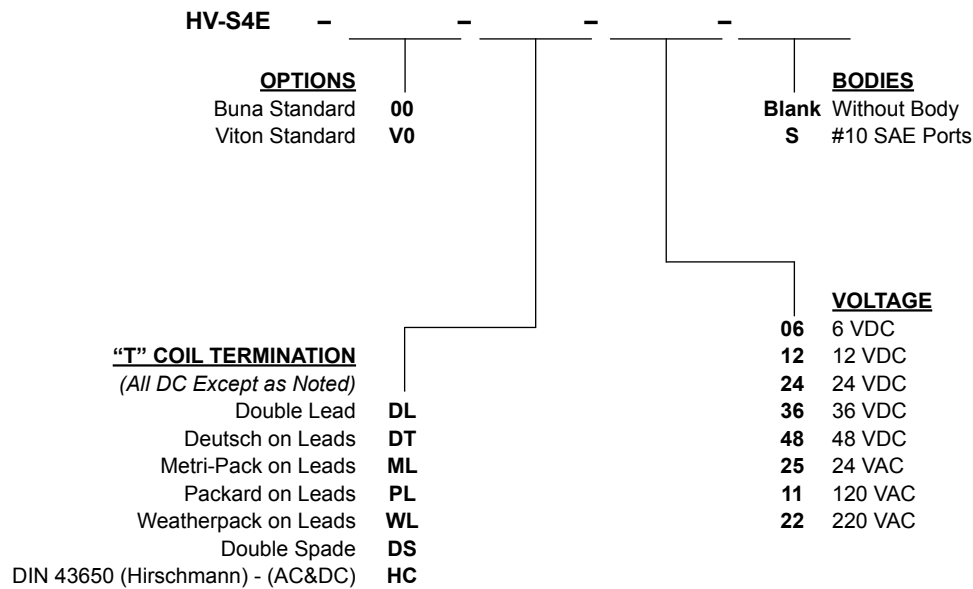 HV-S4E – – – –
OPTIONS
Buna Standard 00
Viton Standard V0
BODIES
Blank Without Body
S #10 SAE Ports
VOLTAGE
06 6 VDC
12 12 VDC
24 24 VDC
36 36 VDC
48 48 VDC
25 24 VAC
11 120 VAC
22 220 VAC
“T” COIL TERMINATION
(All DC Except as Noted)
Double Lead DL
Deutsch on Leads DT
Metri-Pack on Leads ML
Packard on Leads PL
Weatherpack on Leads WL
Double Spade DS
DIN 43650 (Hirschmann) - (AC&DC) HC